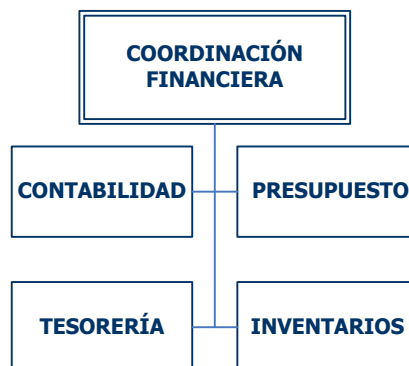 COORDINACIÓN
FINANCIERA
CONTABILIDAD
PRESUPUESTO
TESORERÍA
INVENTARIOS